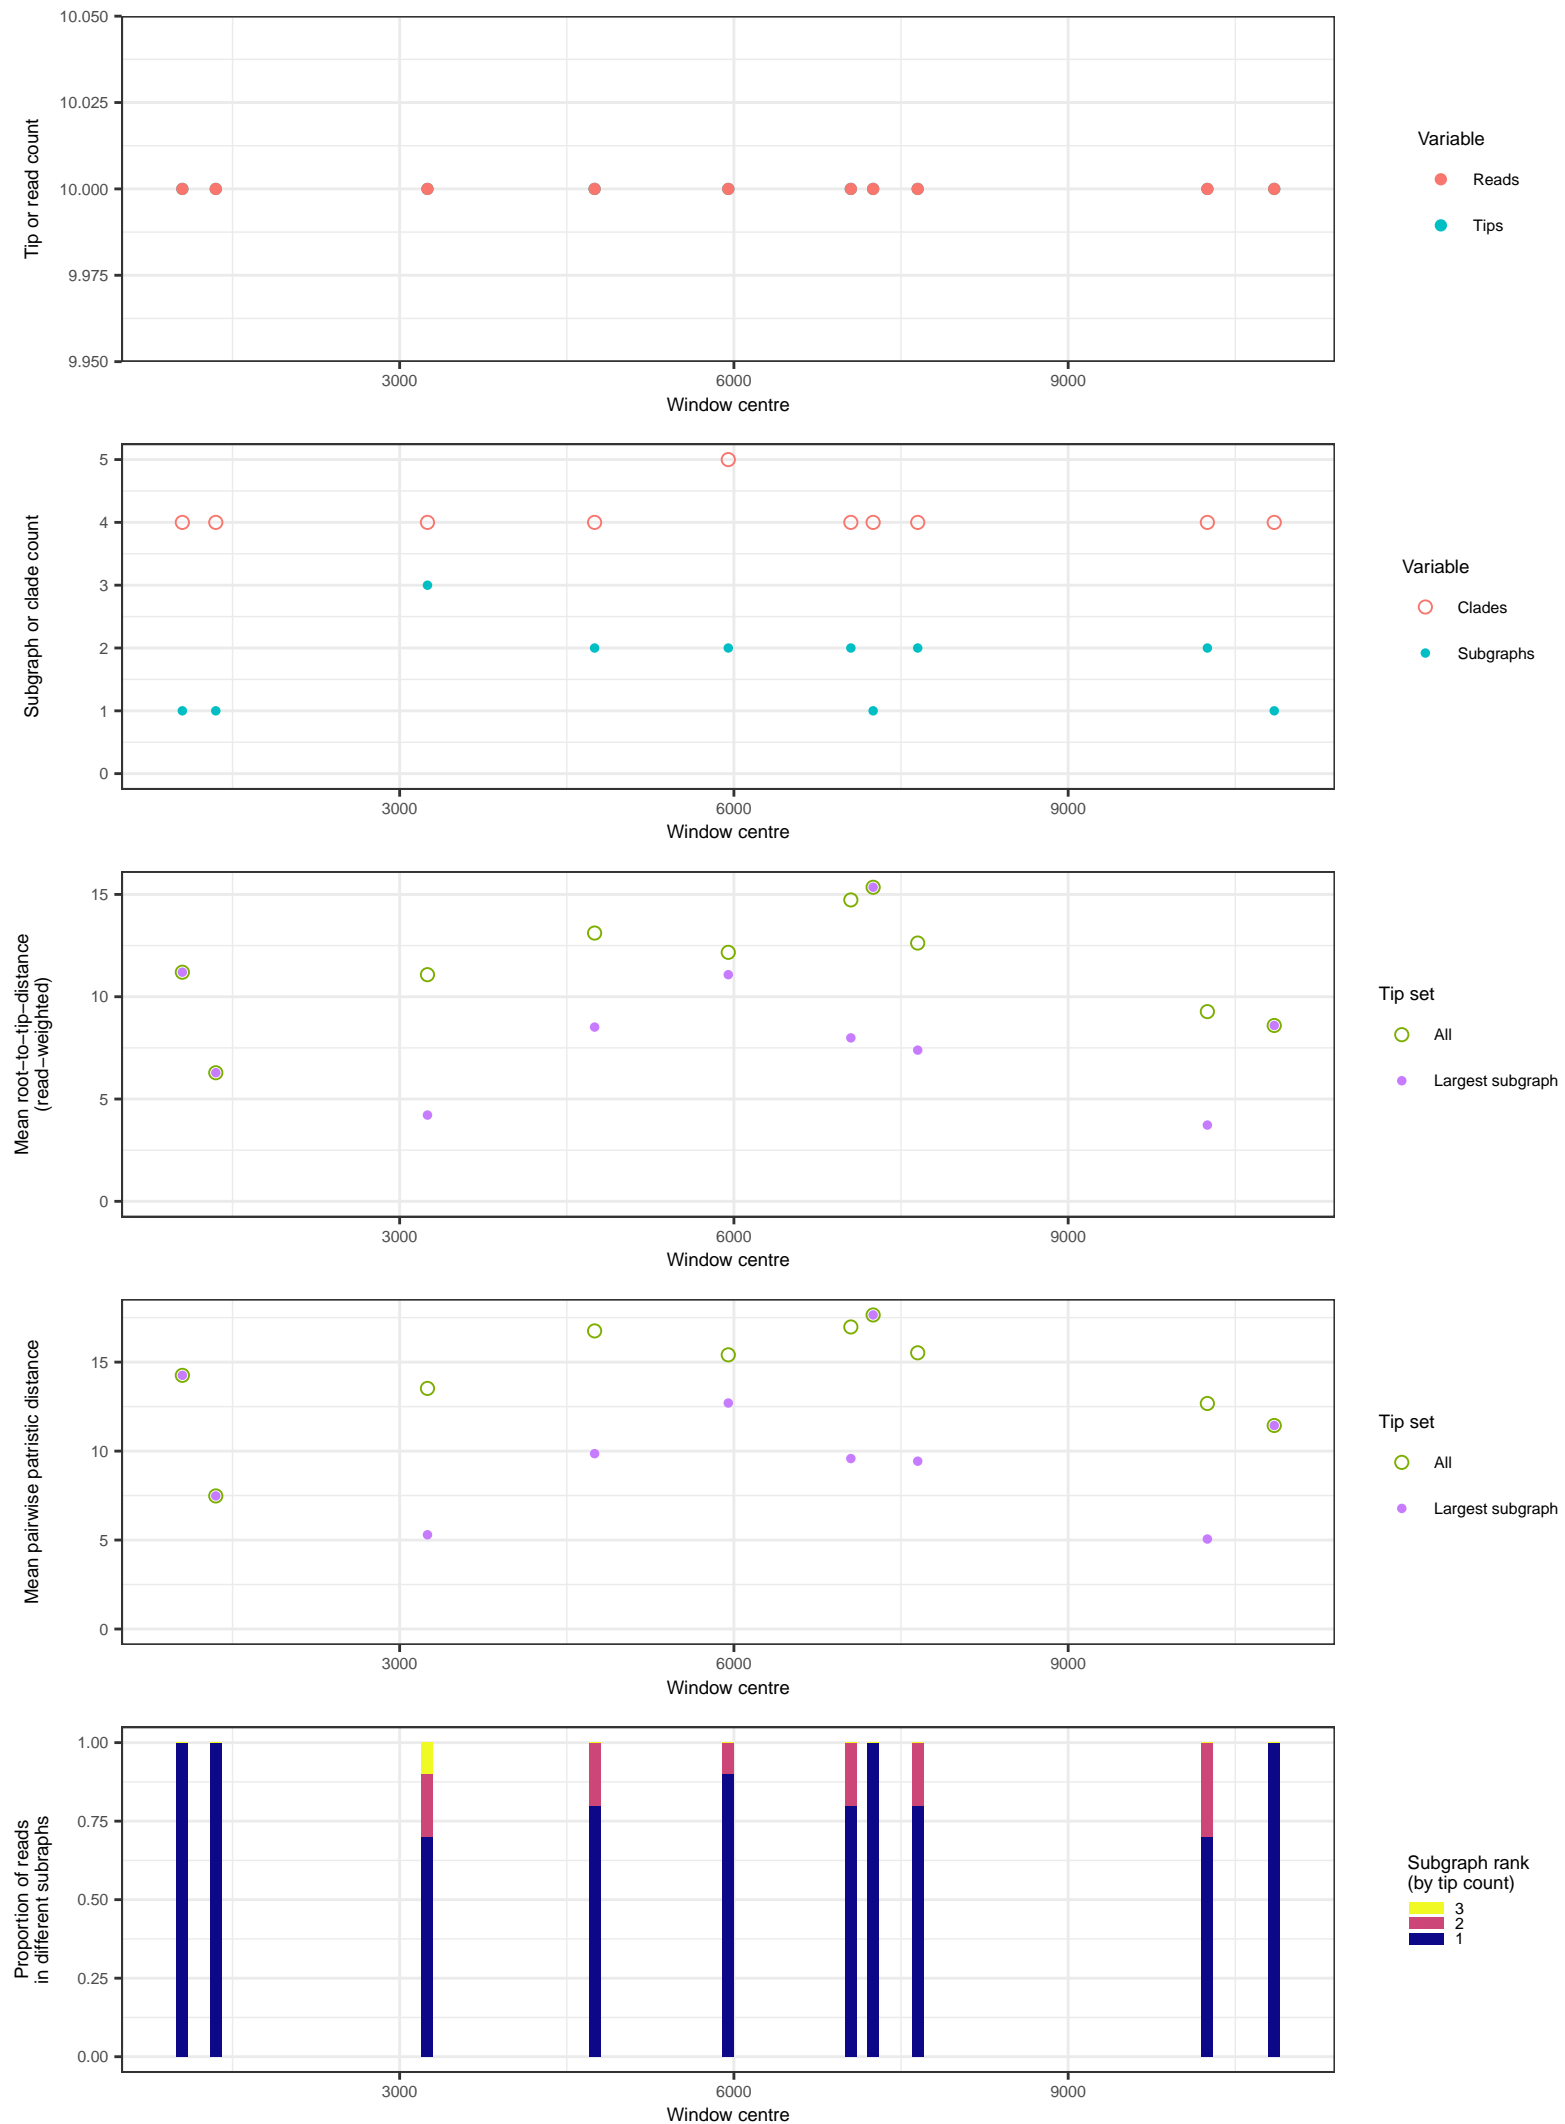 10.050
10.025
10.000
9.975
9.950
Tip or read count
3000
6000
9000
Window centre
Variable
Reads
Tips
5
4
3
2
1
0
Subgraph or clade count
3000
6000
9000
Window centre
Variable
Clades
Subgraphs
15
10
5
0
Mean root−to−tip−distance
(read−weighted)
3000
6000
9000
Window centre
Tip set
All
Largest subgraph
15
10
5
0
Mean pairwise patristic distance
3000
6000
9000
Window centre
Tip set
All
Largest subgraph
1.00
0.75
0.50
0.25
0.00
Proportion of reads
in different subraphs
3000
6000
9000
Window centre
Subgraph rank
(by tip count)
3
2
1